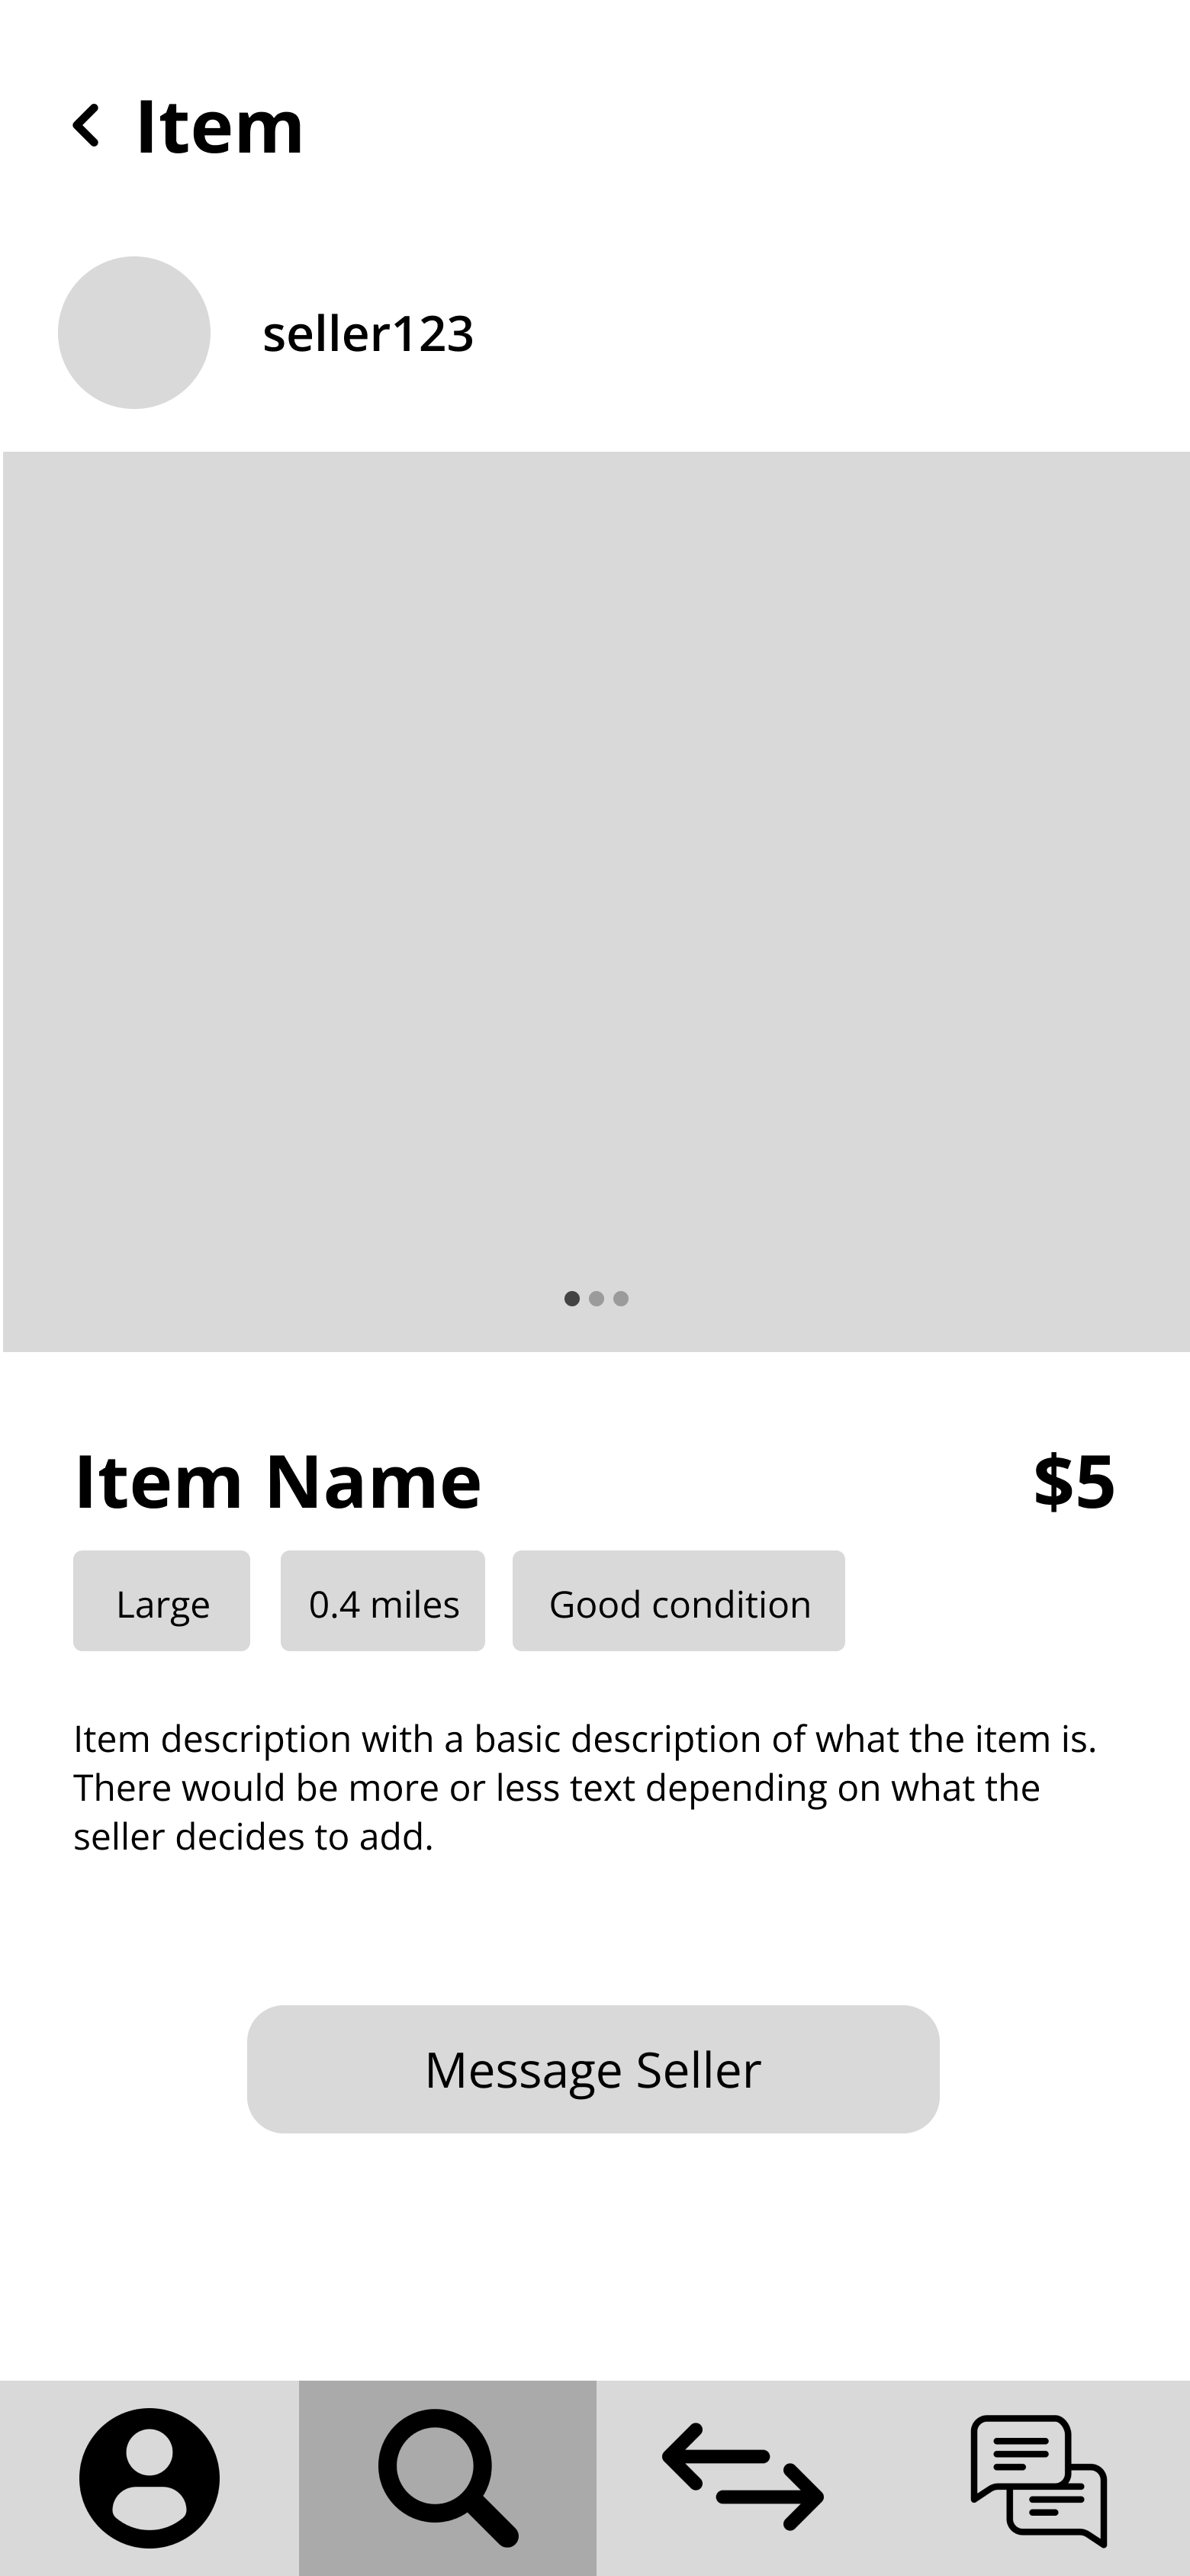 Item
seller123
Item Name
$5
Large
0.4 miles
Good condition
Item description with a basic description of what the item is.
There would be more or less text depending on what the
seller decides to add.
Message Seller